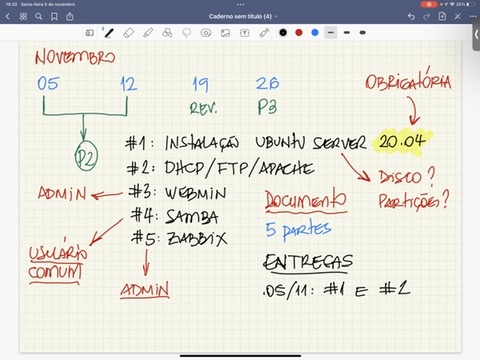 19:20 Sexta-feira 5 de novembro
Caderno sem título (4)
25%
NOVEMBRO
05 12 19 26
REV. P3
OBRIGATÓRIA
P2
#1: INSTALAÇÃO UBUNTU SERVER 20.04
#2: DHCP/FTP/APACHE
#3: WEBMIN
#4: SAMBA
#5: ZABBIX
ADMIN
USUÁRIO
COMUM
ADMIN
DISCO?
PARTIÇÕES?
DOCUMENTO
5 PARTES
ENTREGAS
.05/11: #1 E #2